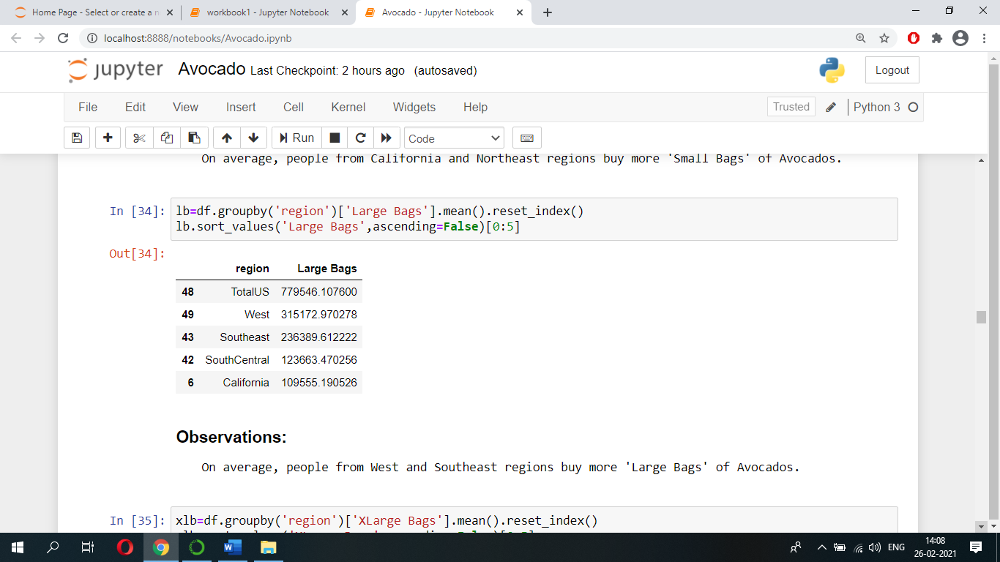 Home Page - Select or create a n
workbook1 - Jupyter Notebook
Avocado - Jupyter Notebook
localhost:8888/notebooks/Avocado.ipynb
jupyter Avocado Last Checkpoint: 2 hours ago (autosaved)
Logout
File Edit View Insert Cell Kernel Widgets Help
Trusted
Python 3
Run
Code
On average, people from California and Northeast regions buy more 'Small Bags' of Avocados.
In [34]: lb=df.groupby('region')['Large Bags'].mean().reset_index()
lb.sort_values('Large Bags',ascending=False)[0:5]
Out[34]:
region Large Bags
48 TotalUS 779546.107600
49 West 315172.970278
43 Southeast 236389.612222
42 SouthCentral 123663.470256
6 California 109555.190526
Observations:
On average, people from West and Southeast regions buy more 'Large Bags' of Avocados.
In [35]: xlb=df.groupby('region')['XLarge Bags'].mean().reset_index()
ENG
14:08
26-02-2021